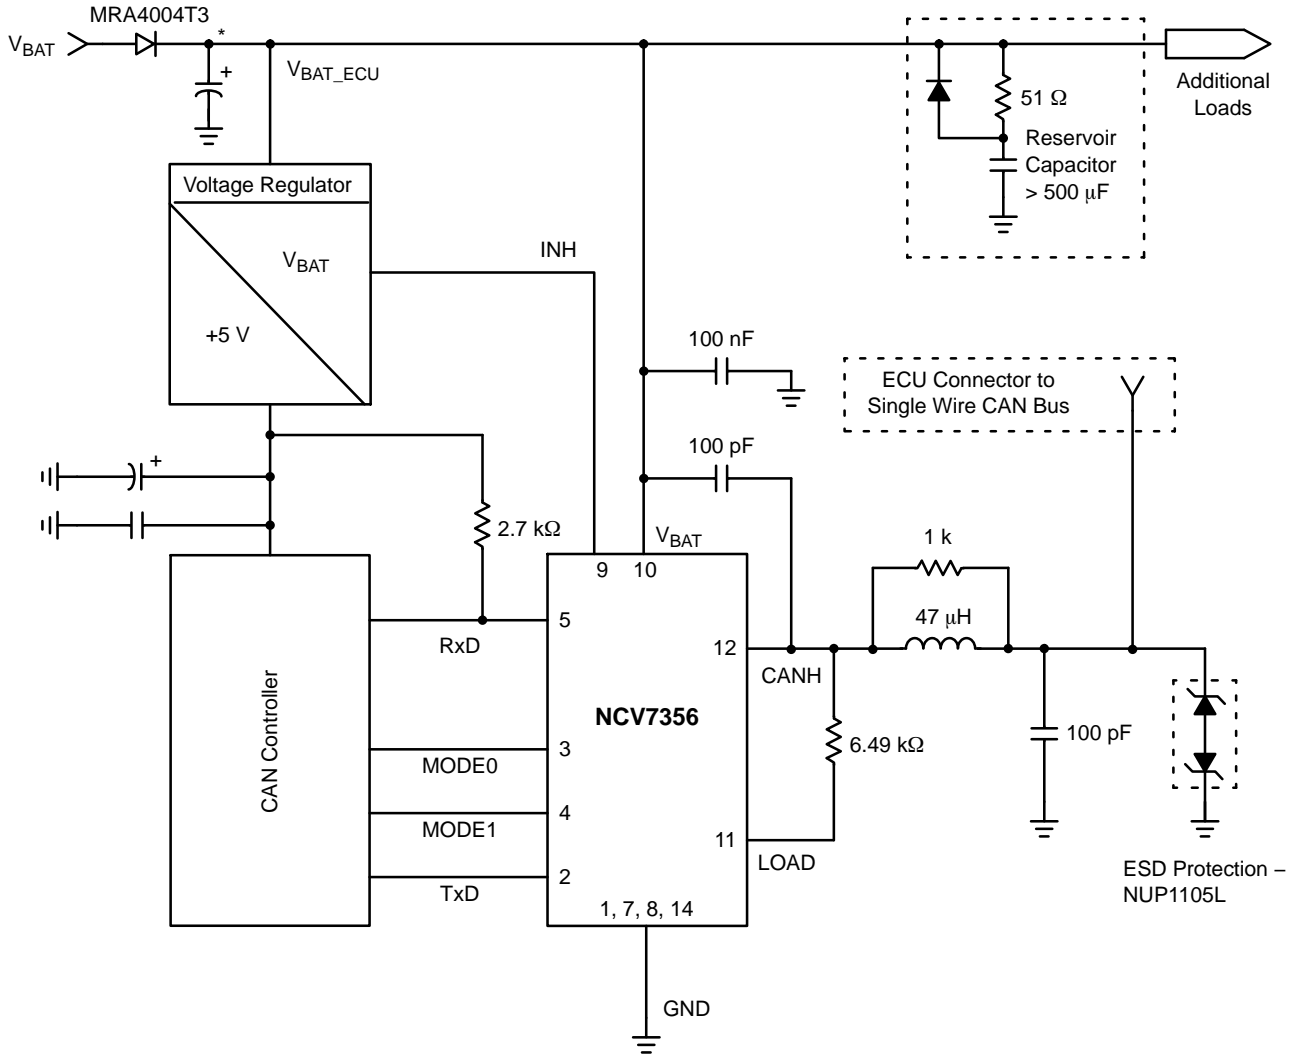 MRA4004T3
V_BAT
*
+
V_BAT_ECU
Additional
Loads
51 Ω
Reservoir
Capacitor
> 500 μF
Voltage Regulator
V_BAT
+5 V
INH
100 nF
ECU Connector to
Single Wire CAN Bus
100 pF
+
2.7 kΩ
V_BAT
9
10
1 k
47 μH
5
RxD
12
CANH
CAN Controller
NCV7356
6.49 kΩ
100 pF
3
MODE0
4
MODE1
11
LOAD
2
TxD
1, 7, 8, 14
ESD Protection –
NUP1105L
GND